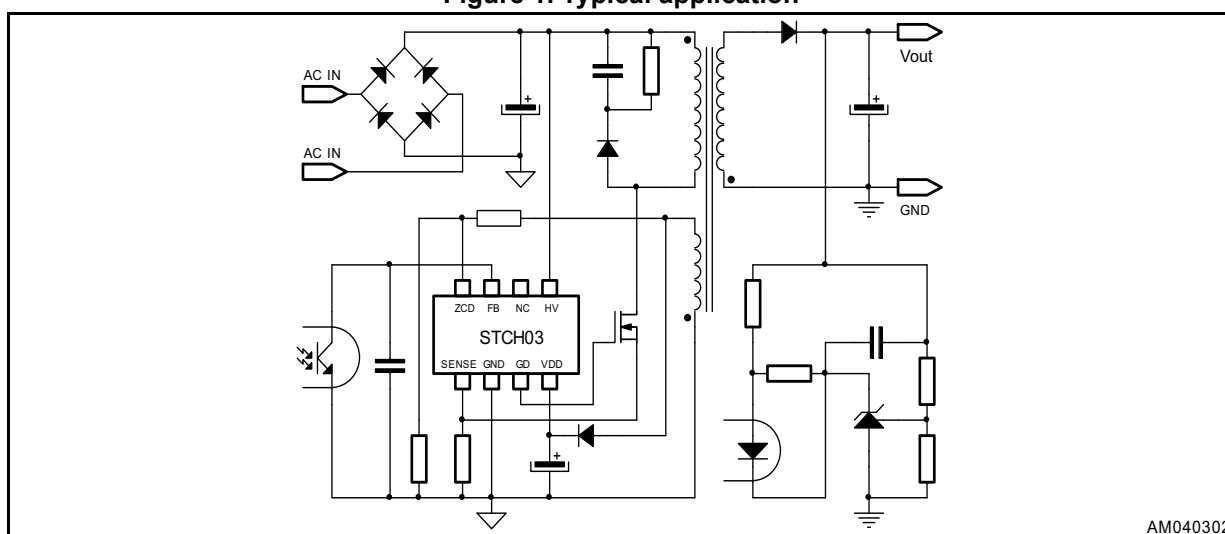 Figure 1. Typical application
AC IN
AC IN
Vout
GND
ZCD FB NC HV
STCH03
SENSE GND GD VDD
AM040302